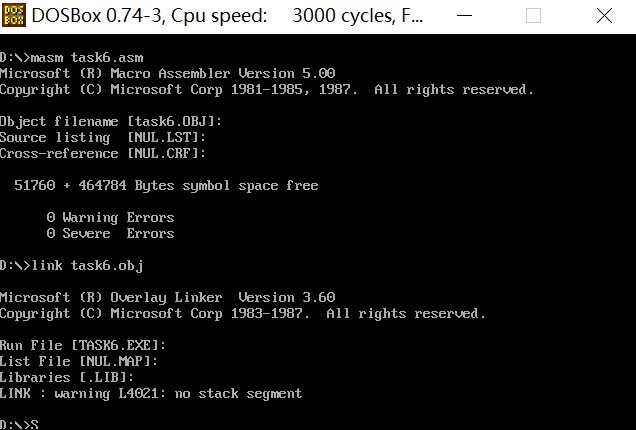 DOS
BOX
DOSBox 0.74-3, Cpu speed: 3000 cycles, F...
D:\>masm task6.asm
Microsoft (R) Macro Assembler Version 5.00
Copyright (C) Microsoft Corp 1981-1985, 1987.  All rights reserved.
Object filename [task6.OBJ]:
Source listing  [NUL.LST]:
Cross-reference [NUL.CRF]:
51760 + 464784 Bytes symbol space free
0 Warning Errors
0 Severe  Errors
D:\>link task6.obj
Microsoft (R) Overlay Linker  Version 3.60
Copyright (C) Microsoft Corp 1983-1987.  All rights reserved.
Run File [TASK6.EXE]:
List File [NUL.MAP]:
Libraries [.LIB]:
LINK : warning L4021: no stack segment
D:\>S